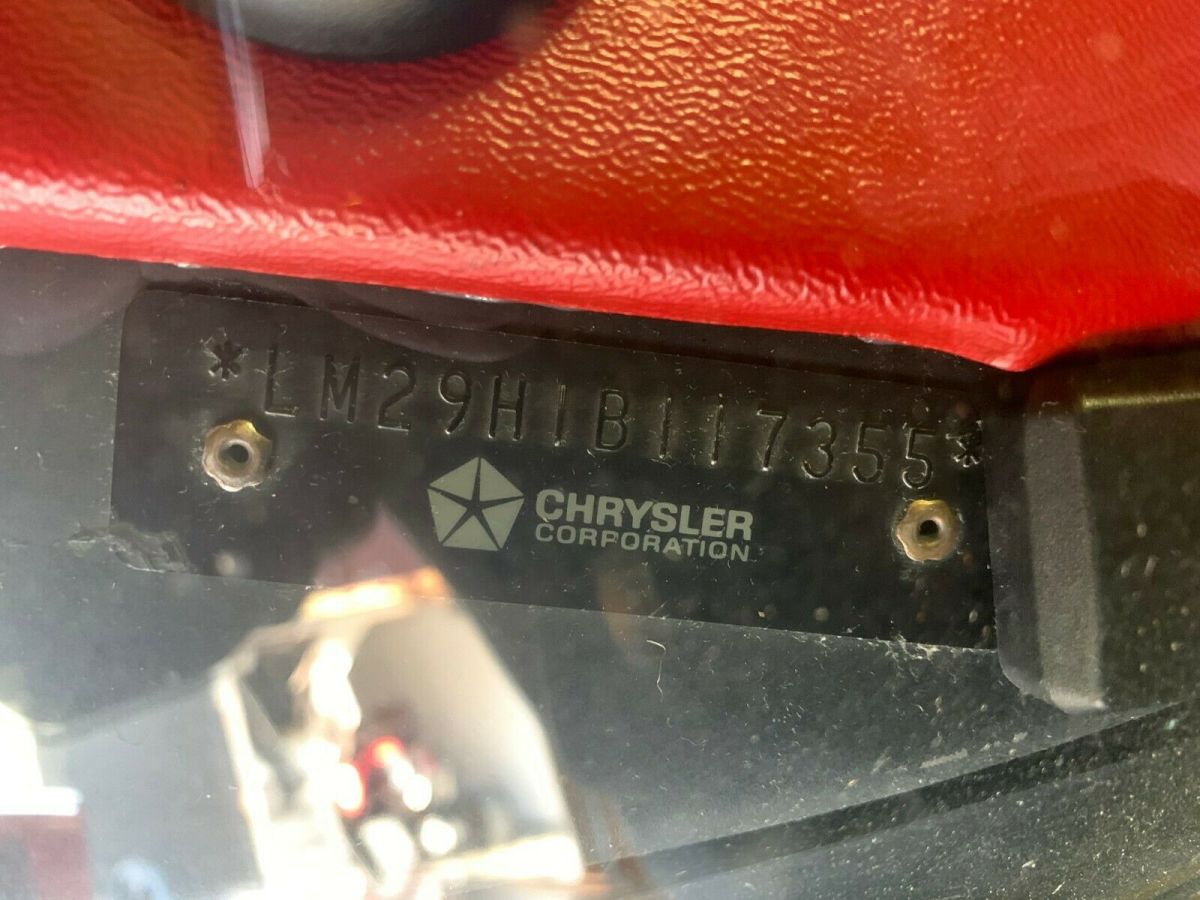 *LM29H1B117355*
CHRYSLER
CORPORATION